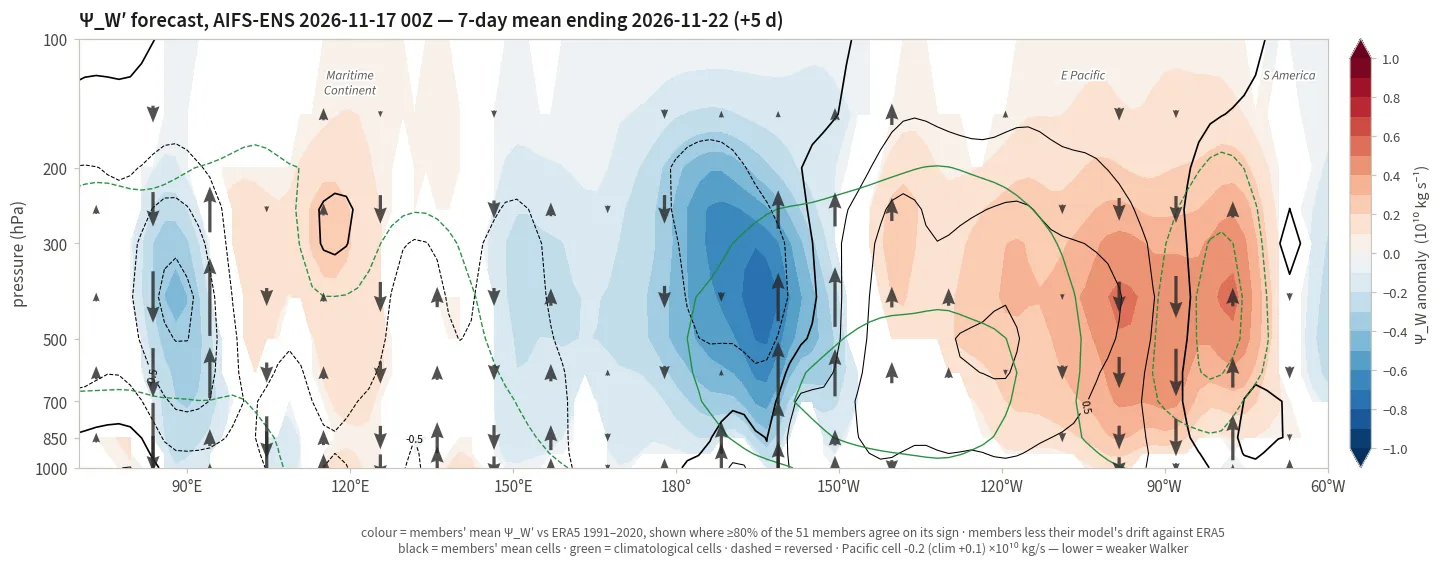 Ψ_W′ forecast, AIFS-ENS 2026-11-17 00Z — 7-day mean ending 2026-11-22 (+5 d)
100
200
300
400
500
700
850
1000
pressure (hPa)
Maritime
Continent
E Pacific
S America
-0.5
0.5
90°E
120°E
150°E
180°
150°W
120°W
90°W
60°W
1.0
0.8
0.6
0.4
0.2
0.0
−0.2
−0.4
−0.6
−0.8
−1.0
Ψ_W anomaly (10¹⁰ kg s⁻¹)
colour = members' mean Ψ_W′ vs ERA5 1991–2020, shown where ≥80% of the 51 members agree on its sign · members less their model's drift against ERA5
black = members' mean cells · green = climatological cells · dashed = reversed · Pacific cell -0.2 (clim +0.1) ×10¹⁰ kg/s — lower = weaker Walker